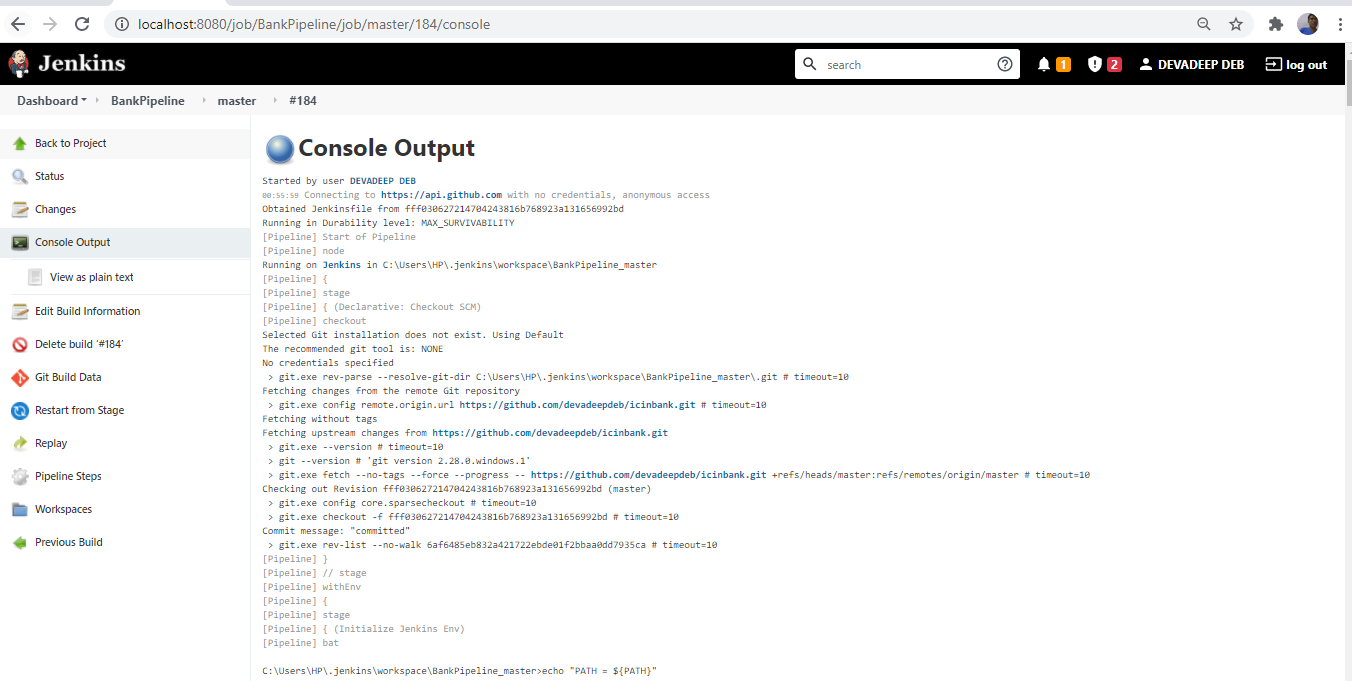 localhost:8080/job/BankPipeline/job/master/184/console
Jenkins
search
1
2
DEVADEEP DEB
log out
Dashboard
BankPipeline
master
#184
Back to Project
Status
Changes
Console Output
View as plain text
Edit Build Information
Delete build '#184'
Git Build Data
Restart from Stage
Replay
Pipeline Steps
Workspaces
Previous Build
Console Output
Started by user DEVADEEP DEB
00:55:59 Connecting to https://api.github.com with no credentials, anonymous access
Obtained Jenkinsfile from fff030627214704243816b768923a131656992bd
Running in Durability level: MAX_SURVIVABILITY
[Pipeline] Start of Pipeline
[Pipeline] node
Running on Jenkins in C:\Users\HP\.jenkins\workspace\BankPipeline_master
[Pipeline] {
[Pipeline] stage
[Pipeline] { (Declarative: Checkout SCM)
[Pipeline] checkout
Selected Git installation does not exist. Using Default
The recommended git tool is: NONE
No credentials specified
> git.exe rev-parse --resolve-git-dir C:\Users\HP\.jenkins\workspace\BankPipeline_master\.git # timeout=10
Fetching changes from the remote Git repository
> git.exe config remote.origin.url https://github.com/devadeepdeb/icinbank.git # timeout=10
Fetching without tags
Fetching upstream changes from https://github.com/devadeepdeb/icinbank.git
> git.exe --version # timeout=10
> git --version # 'git version 2.28.0.windows.1'
> git.exe fetch --no-tags --force --progress -- https://github.com/devadeepdeb/icinbank.git +refs/heads/master:refs/remotes/origin/master # timeout=10
Checking out Revision fff030627214704243816b768923a131656992bd (master)
> git.exe config core.sparsecheckout # timeout=10
> git.exe checkout -f fff030627214704243816b768923a131656992bd # timeout=10
Commit message: "committed"
> git.exe rev-list --no-walk 6af6485eb832a421722ebde01f2bbaa0dd7935ca # timeout=10
[Pipeline] }
[Pipeline] // stage
[Pipeline] withEnv
[Pipeline] {
[Pipeline] stage
[Pipeline] { (Initialize Jenkins Env)
[Pipeline] bat
C:\Users\HP\.jenkins\workspace\BankPipeline_master>echo "PATH = ${PATH}"